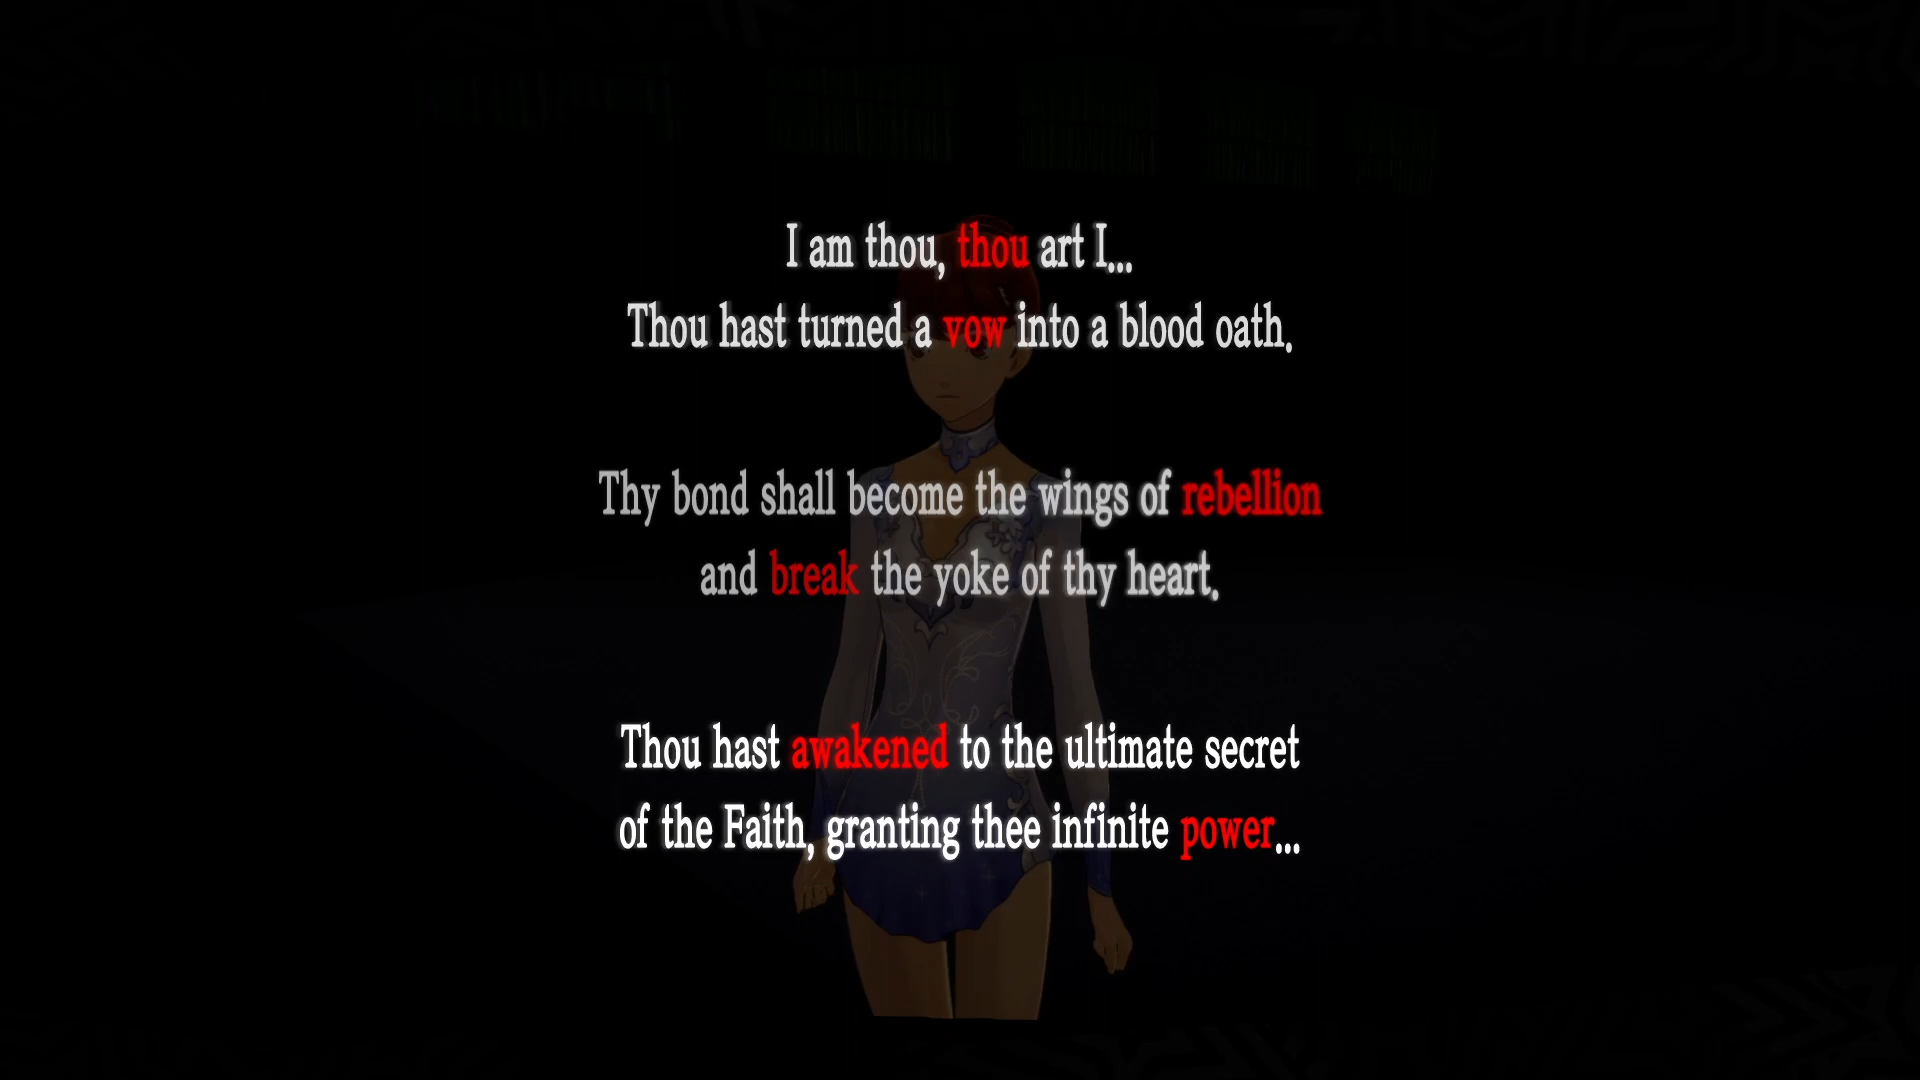 I am thou, thou art I...
Thou hast turned a vow into a blood oath.
Thy bond shall become the wings of rebellion
and break the yoke of thy heart.
Thou hast awakened to the ultimate secret
of the Faith, granting thee infinite power...